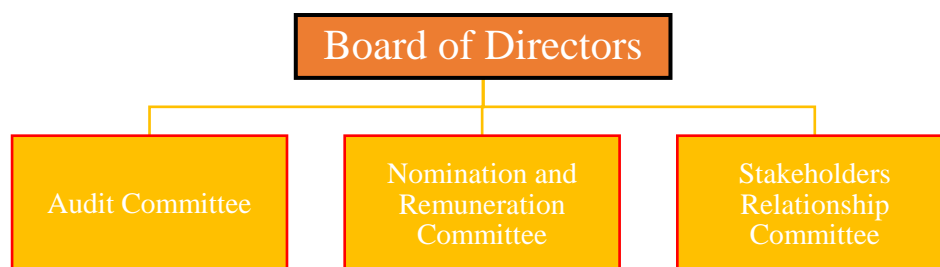 Board of Directors
Audit Committee
Nomination and
Remuneration
Committee
Stakeholders
Relationship
Committee